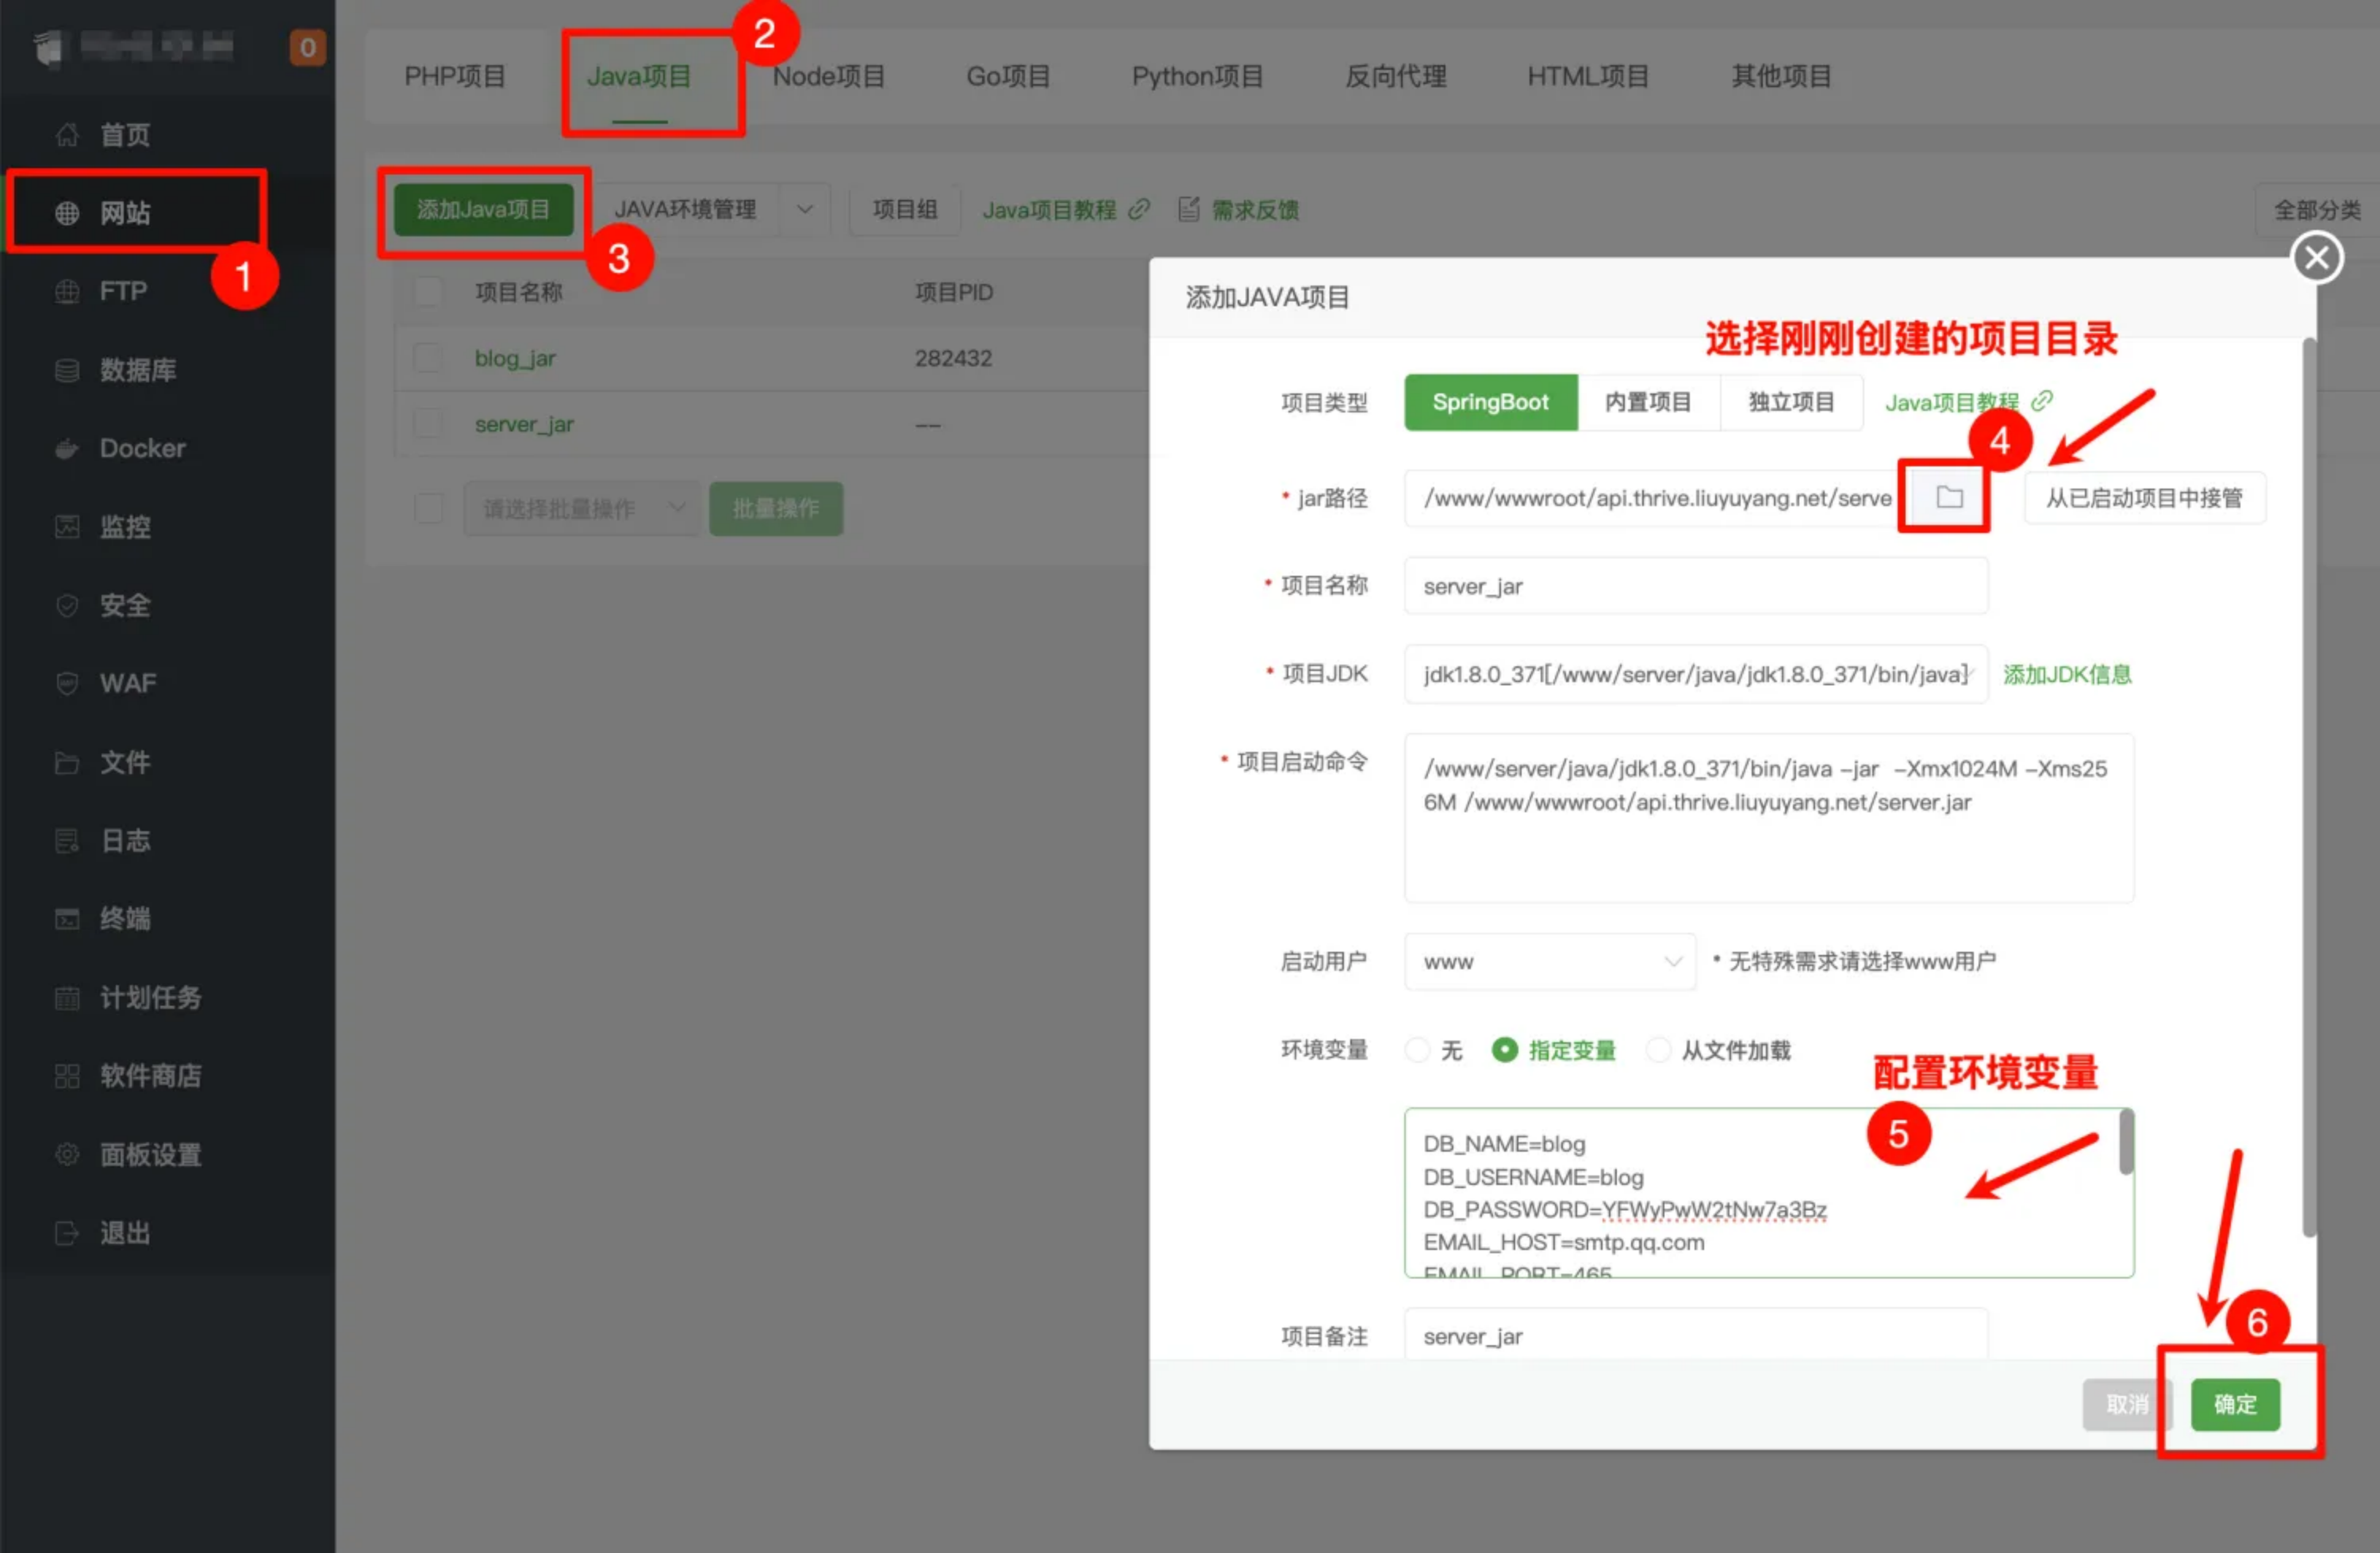 0
首页
网站
1
FTP
数据库
Docker
监控
安全
WAF
文件
日志
终端
计划任务
软件商店
面板设置
退出
PHP项目
Java项目
2
Node项目
Go项目
Python项目
反向代理
HTML项目
其他项目
添加Java项目
3
JAVA环境管理
项目组
Java项目教程
需求反馈
全部分类
项目名称
项目PID
blog_jar
282432
server_jar
--
请选择批量操作
批量操作
添加JAVA项目
选择刚刚创建的项目目录
项目类型
SpringBoot
内置项目
独立项目
Java项目教程
4
* jar路径
/www/wwwroot/api.thrive.liuyuyang.net/serve
从已启动项目中接管
* 项目名称
server_jar
* 项目JDK
jdk1.8.0_371[/www/server/java/jdk1.8.0_371/bin/java]
添加JDK信息
* 项目启动命令
/www/server/java/jdk1.8.0_371/bin/java -jar  -Xmx1024M -Xms25
6M /www/wwwroot/api.thrive.liuyuyang.net/server.jar
启动用户
www
* 无特殊需求请选择www用户
环境变量
无
指定变量
从文件加载
配置环境变量
5
DB_NAME=blog
DB_USERNAME=blog
DB_PASSWORD=YFWyPwW2tNw7a3Bz
EMAIL_HOST=smtp.qq.com
EMAIL_PORT=465
项目备注
server_jar
6
取消
确定